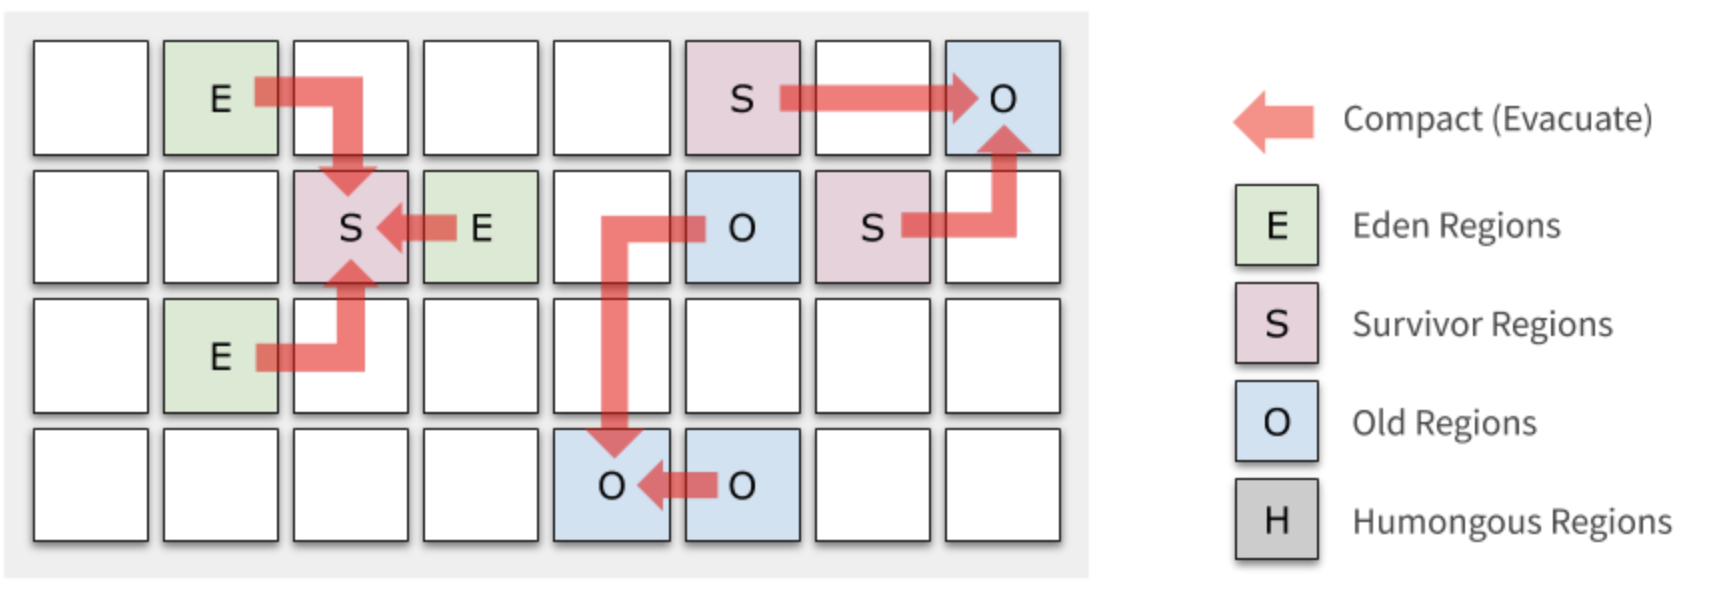 E S O
S E O S
E
O O
Compact (Evacuate)
E Eden Regions
S Survivor Regions
O Old Regions
H Humongous Regions